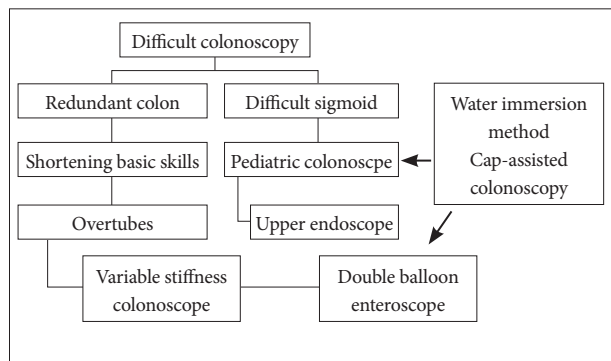 Difficult colonoscopy
Redundant colon
Difficult sigmoid
Water immersion
method
Cap-assisted
colonoscopy
Shortening basic skills
Pediatric colonoscpe
Overtubes
Upper endoscope
Variable stiffness
colonoscope
Double balloon
enteroscope